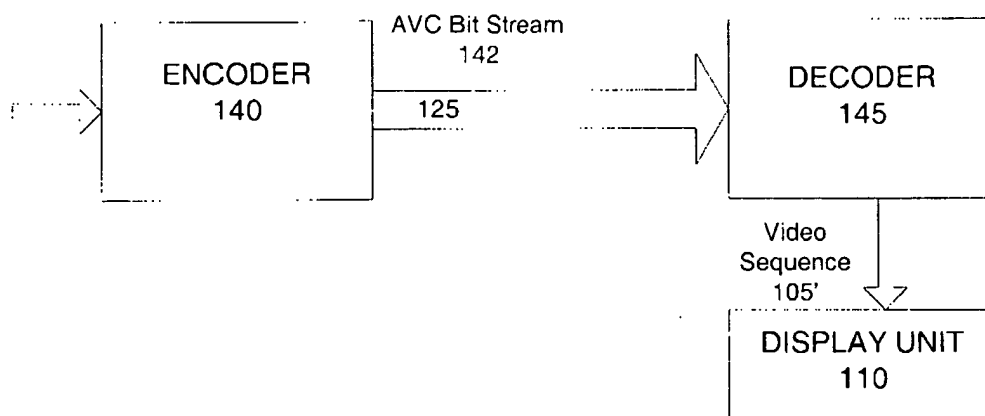 AVC Bit Stream
142
ENCODER
140
125
DECODER
145
Video
Sequence
105'
DISPLAY UNIT
110